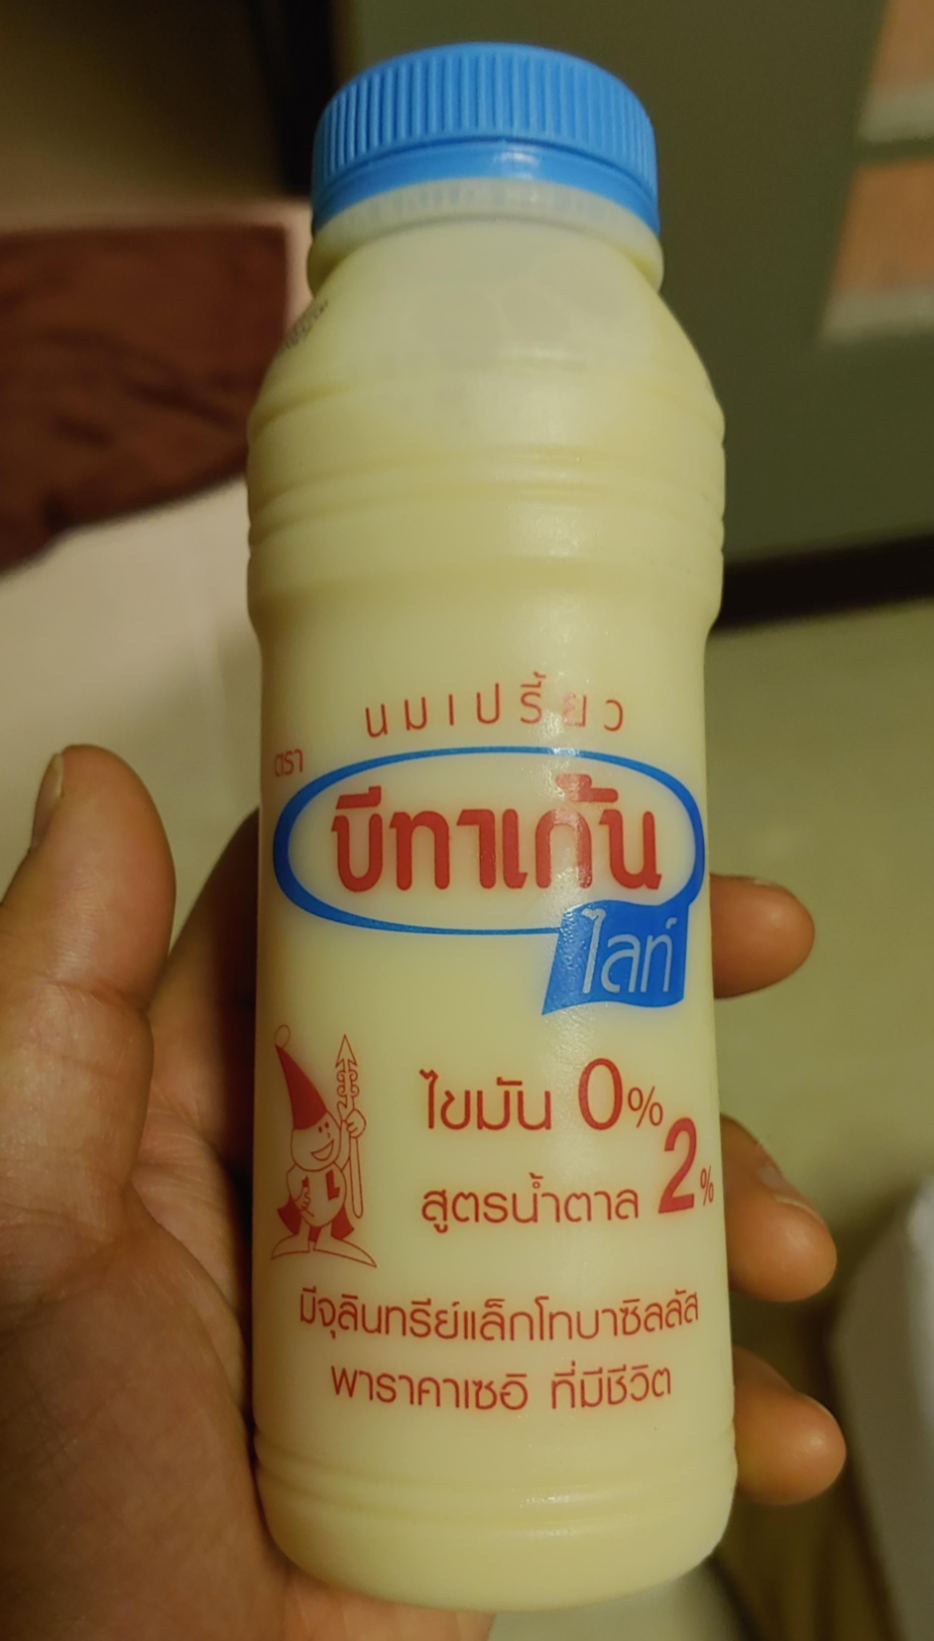 นมเปรี้ยว
ตรา
บีทาเก้น
ไลท์
ไขมัน 0%
สูตรน้ำตาล 2%
มีจุลินทรีย์แล็กโทบาซิลลัส
พาราคาเซอิ ที่มีชีวิต